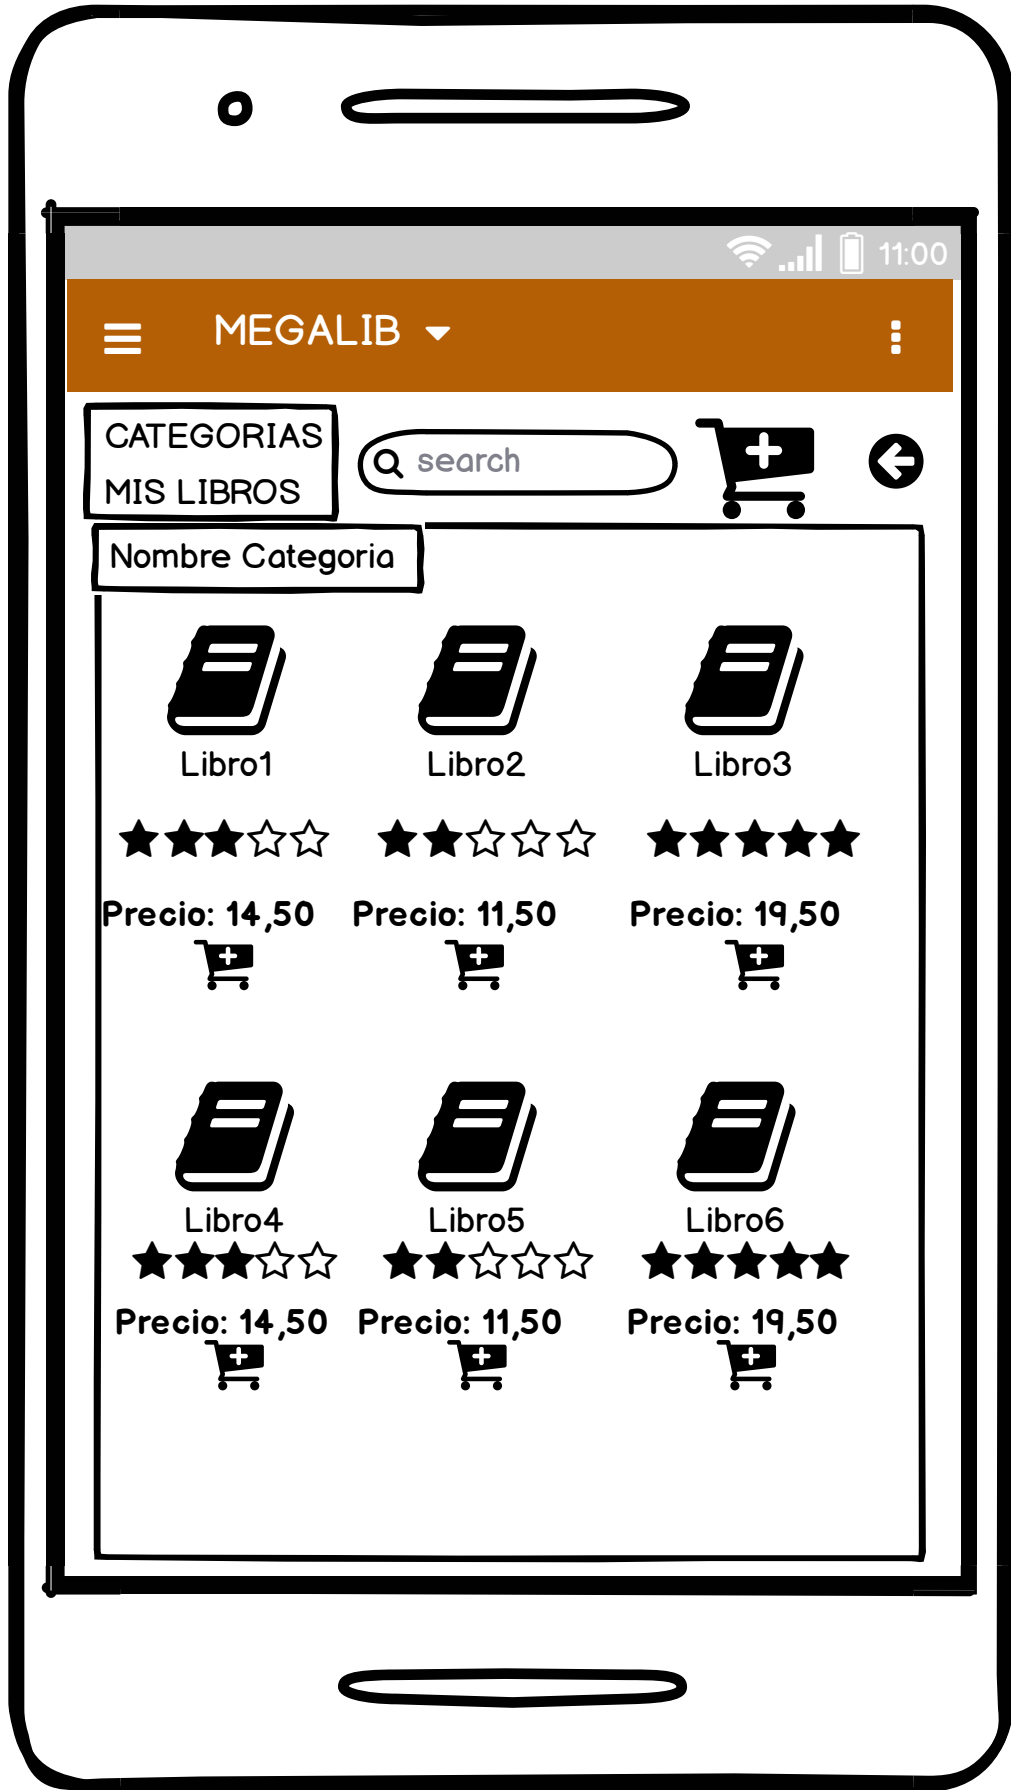 11:00
MEGALIB
CATEGORIAS
search
MIS LIBROS
Nombre Categoria
Libro1 Libro2 Libro3
Precio: 14,50 Precio: 11,50 Precio: 19,50
Libro4 Libro5 Libro6
Precio: 14,50 Precio: 11,50 Precio: 19,50